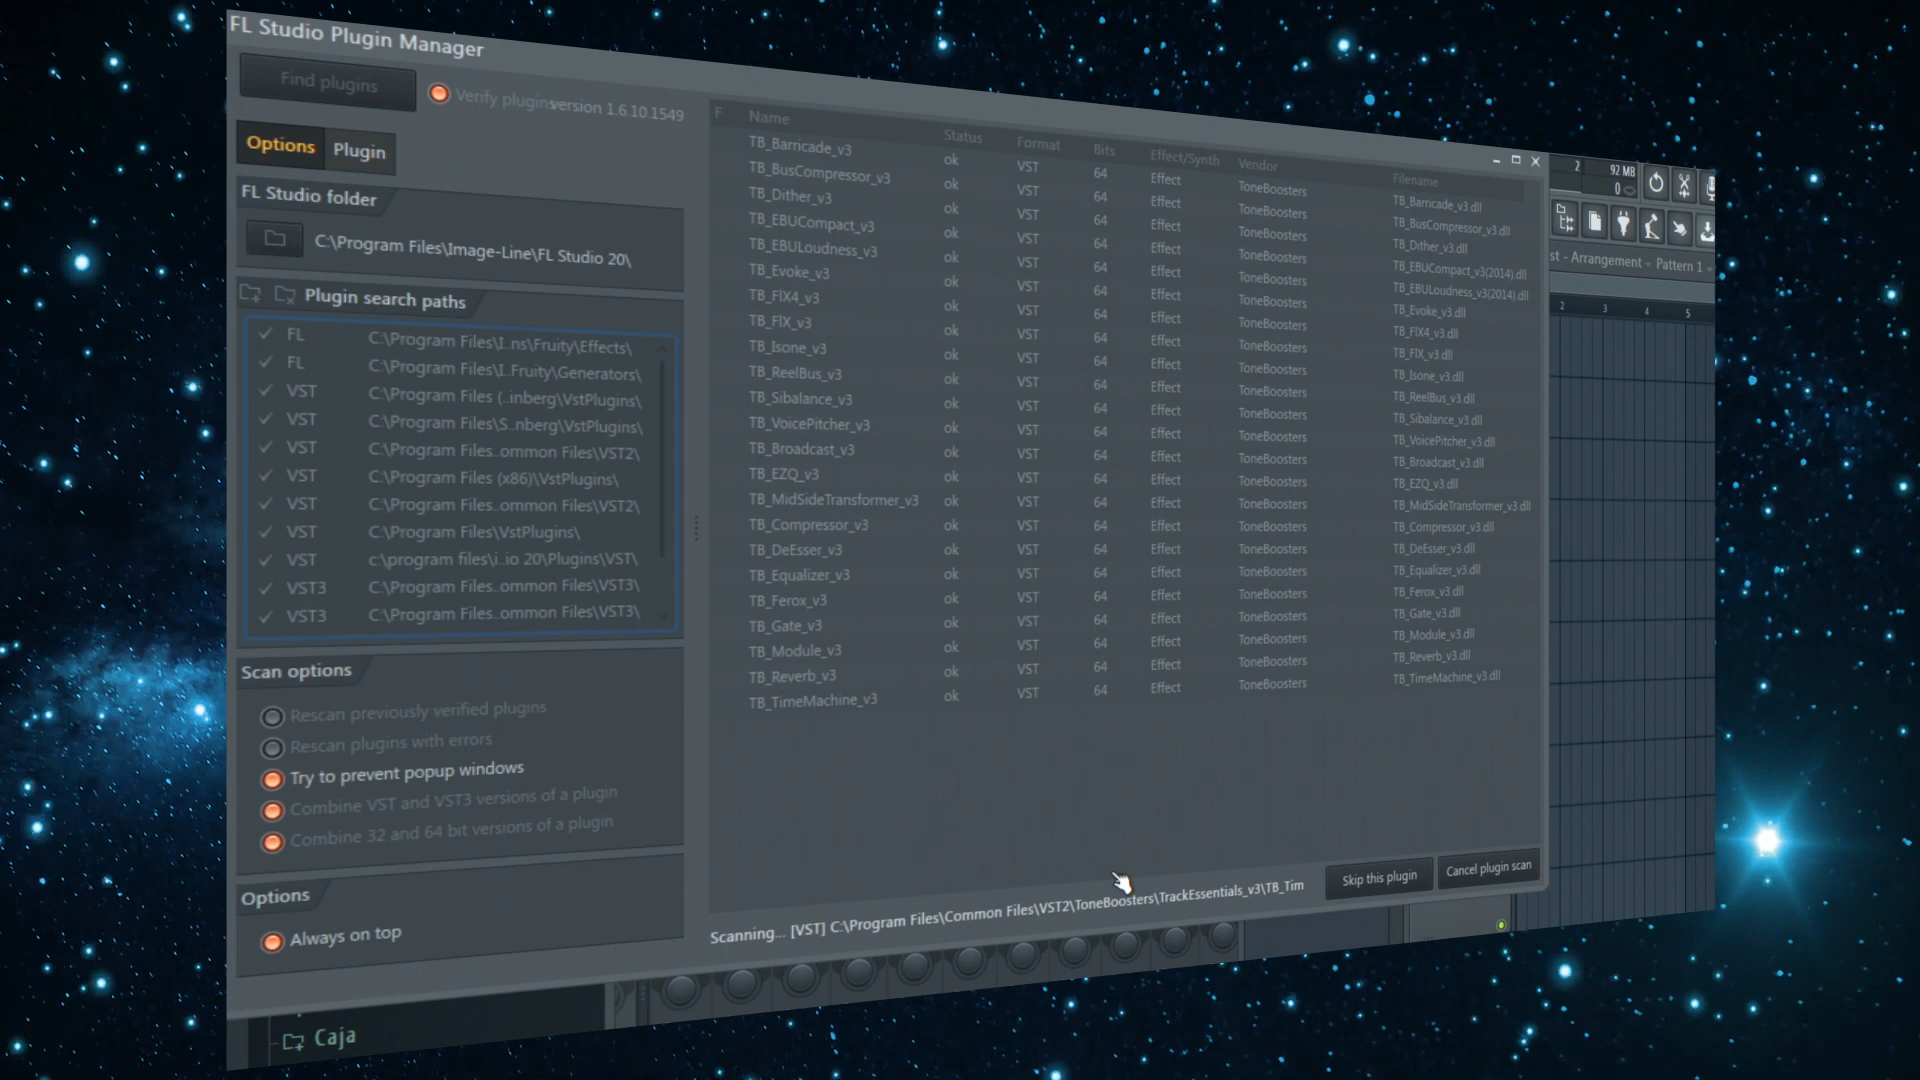 FL Studio Plugin Manager
Find plugins
Verify plugins
version 1.6.10.1549
Options Plugin
FL Studio folder
C:\Program Files\Image-Line\FL Studio 20\
Plugin search paths
FL C:\Program Files\I..ns\Fruity\Effects\
FL C:\Program Files\I..Fruity\Generators\
VST C:\Program Files (..inberg\VstPlugins\
VST C:\Program Files\S..nberg\VstPlugins\
VST C:\Program Files..ommon Files\VST2\
VST C:\Program Files (x86)\VstPlugins\
VST C:\Program Files..ommon Files\VST2\
VST C:\Program Files\VstPlugins\
VST c:\program files\i..io 20\Plugins\VST\
VST3 C:\Program Files..ommon Files\VST3\
VST3 C:\Program Files..ommon Files\VST3\
Scan options
Rescan previously verified plugins
Rescan plugins with errors
Try to prevent popup windows
Combine VST and VST3 versions of a plugin
Combine 32 and 64 bit versions of a plugin
Options
Always on top
F Name Status Format Bits Effect/Synth Vendor Filename
TB_Barricade_v3 ok VST 64 Effect ToneBoosters TB_Barricade_v3.dll
TB_BusCompressor_v3 ok VST 64 Effect ToneBoosters TB_BusCompressor_v3.dll
TB_Dither_v3 ok VST 64 Effect ToneBoosters TB_Dither_v3.dll
TB_EBUCompact_v3 ok VST 64 Effect ToneBoosters TB_EBUCompact_v3(2014).dll
TB_EBULoudness_v3 ok VST 64 Effect ToneBoosters TB_EBULoudness_v3(2014).dll
TB_Evoke_v3 ok VST 64 Effect ToneBoosters TB_Evoke_v3.dll
TB_FIX4_v3 ok VST 64 Effect ToneBoosters TB_FIX4_v3.dll
TB_FIX_v3 ok VST 64 Effect ToneBoosters TB_FIX_v3.dll
TB_Isone_v3 ok VST 64 Effect ToneBoosters TB_Isone_v3.dll
TB_ReelBus_v3 ok VST 64 Effect ToneBoosters TB_ReelBus_v3.dll
TB_Sibalance_v3 ok VST 64 Effect ToneBoosters TB_Sibalance_v3.dll
TB_VoicePitcher_v3 ok VST 64 Effect ToneBoosters TB_VoicePitcher_v3.dll
TB_Broadcast_v3 ok VST 64 Effect ToneBoosters TB_Broadcast_v3.dll
TB_EZQ_v3 ok VST 64 Effect ToneBoosters TB_EZQ_v3.dll
TB_MidSideTransformer_v3 ok VST 64 Effect ToneBoosters TB_MidSideTransformer_v3.dll
TB_Compressor_v3 ok VST 64 Effect ToneBoosters TB_Compressor_v3.dll
TB_DeEsser_v3 ok VST 64 Effect ToneBoosters TB_DeEsser_v3.dll
TB_Equalizer_v3 ok VST 64 Effect ToneBoosters TB_Equalizer_v3.dll
TB_Ferox_v3 ok VST 64 Effect ToneBoosters TB_Ferox_v3.dll
TB_Gate_v3 ok VST 64 Effect ToneBoosters TB_Gate_v3.dll
TB_Module_v3 ok VST 64 Effect ToneBoosters TB_Module_v3.dll
TB_Reverb_v3 ok VST 64 Effect ToneBoosters TB_Reverb_v3.dll
TB_TimeMachine_v3 ok VST 64 Effect ToneBoosters TB_TimeMachine_v3.dll
Scanning... [VST] C:\Program Files\Common Files\VST2\ToneBoosters\TrackEssentials_v3\TB_Tim
Skip this plugin
Cancel plugin scan
2 92 MB
0
st - Arrangement Pattern 1
2 3 4 5
Caja